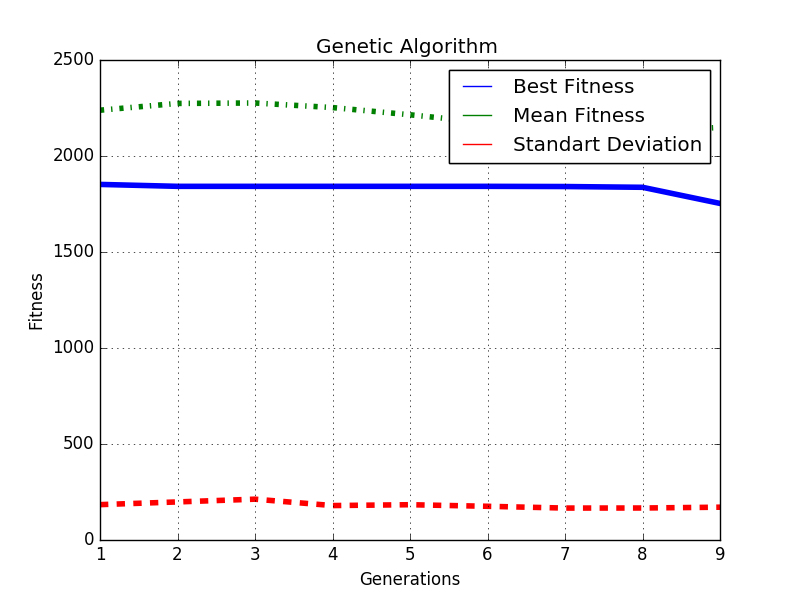 Genetic Algorithm
2500
2000
1500
1000
500
0
Fitness
Best Fitness
Mean Fitness
Standart Deviation
1 2 3 4 5 6 7 8 9
Generations